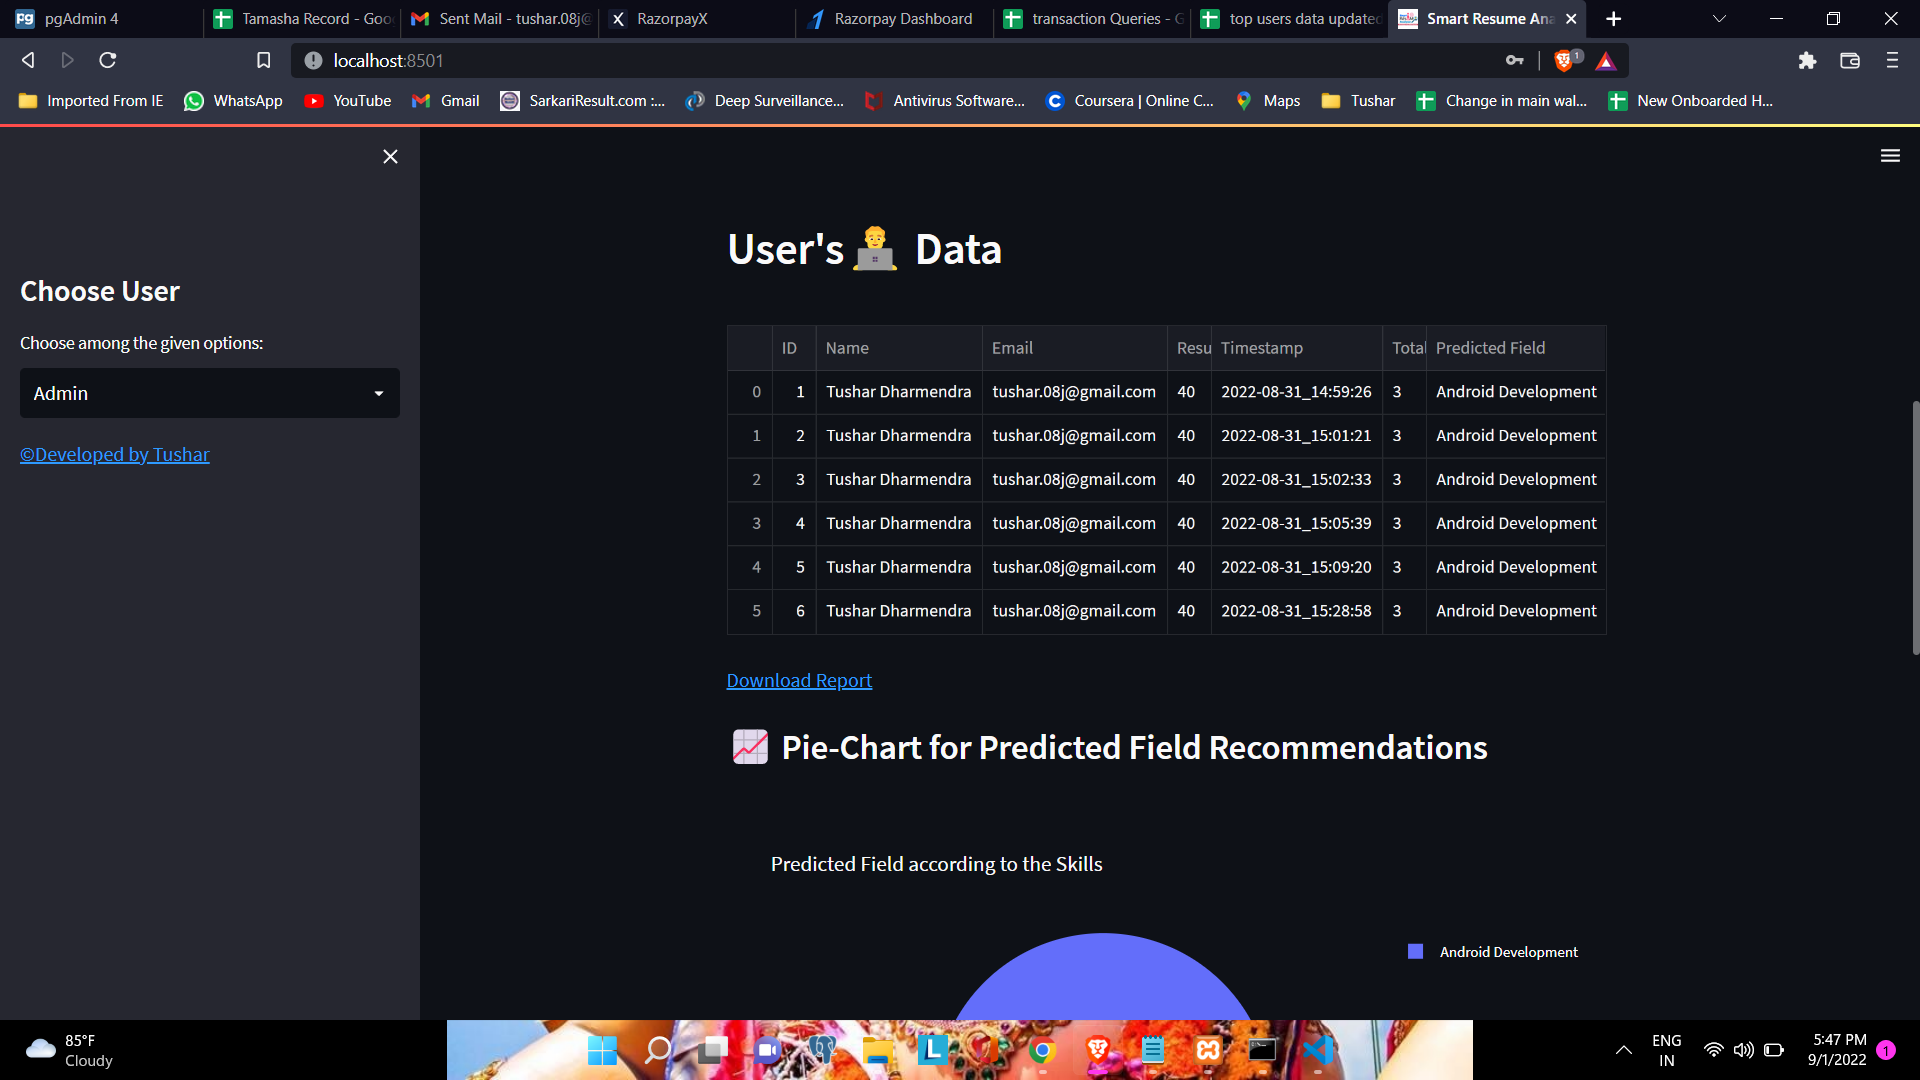 pgAdmin 4
Tamasha Record - Goo
Sent Mail - tushar.08j@
RazorpayX
Razorpay Dashboard
transaction Queries - G
top users data updated
Smart Resume Ana
localhost:8501
1
Imported From IE
WhatsApp
YouTube
Gmail
SarkariResult.com :...
Deep Surveillance...
Antivirus Software...
Coursera | Online C...
Maps
Tushar
Change in main wal...
New Onboarded H...
Choose User
Choose among the given options:
Admin
©Developed by Tushar
User's Data
ID Name Email Resu Timestamp Total Predicted Field
0 1 Tushar Dharmendra tushar.08j@gmail.com 40 2022-08-31_14:59:26 3 Android Development
1 2 Tushar Dharmendra tushar.08j@gmail.com 40 2022-08-31_15:01:21 3 Android Development
2 3 Tushar Dharmendra tushar.08j@gmail.com 40 2022-08-31_15:02:33 3 Android Development
3 4 Tushar Dharmendra tushar.08j@gmail.com 40 2022-08-31_15:05:39 3 Android Development
4 5 Tushar Dharmendra tushar.08j@gmail.com 40 2022-08-31_15:09:20 3 Android Development
5 6 Tushar Dharmendra tushar.08j@gmail.com 40 2022-08-31_15:28:58 3 Android Development
Download Report
Pie-Chart for Predicted Field Recommendations
Predicted Field according to the Skills
Android Development
85°F
Cloudy
ENG
IN
5:47 PM
9/1/2022
1